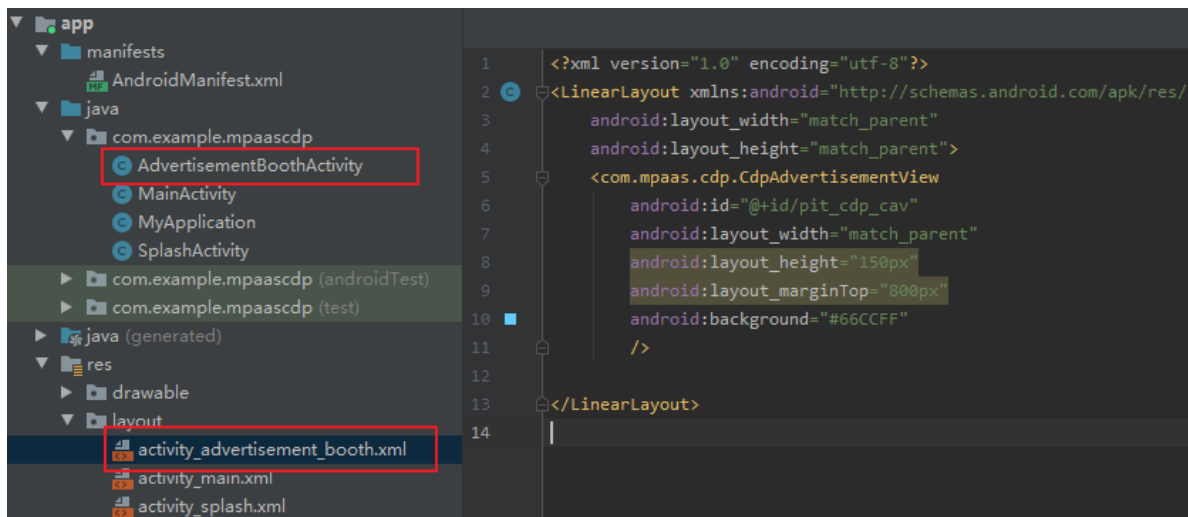 app
manifests
AndroidManifest.xml
java
com.example.mpaascdp
AdvertisementBoothActivity
MainActivity
MyApplication
SplashActivity
com.example.mpaascdp (androidTest)
com.example.mpaascdp (test)
java (generated)
res
drawable
layout
activity_advertisement_booth.xml
activity_main.xml
activity_splash.xml
1 <?xml version="1.0" encoding="utf-8"?>
2 <LinearLayout xmlns:android="http://schemas.android.com/apk/res/
3 android:layout_width="match_parent"
4 android:layout_height="match_parent">
5 <com.mpaas.cdp.CdpAdvertisementView
6 android:id="@+id/pit_cdp_cav"
7 android:layout_width="match_parent"
8 android:layout_height="150px"
9 android:layout_marginTop="800px"
10 android:background="#66CCFF"
11 />
12
13 </LinearLayout>
14